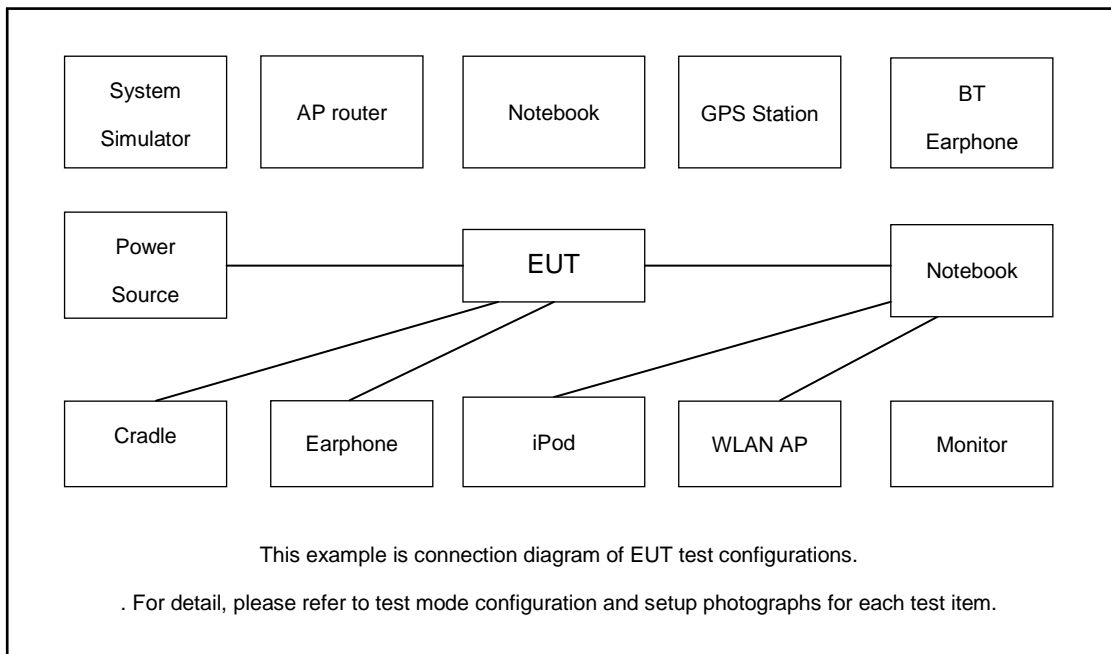 System
Simulator
AP router
Notebook
GPS Station
BT
Earphone
Power
Source
EUT
Notebook
Cradle
Earphone
iPod
WLAN AP
Monitor
This example is connection diagram of EUT test configurations.
. For detail, please refer to test mode configuration and setup photographs for each test item.